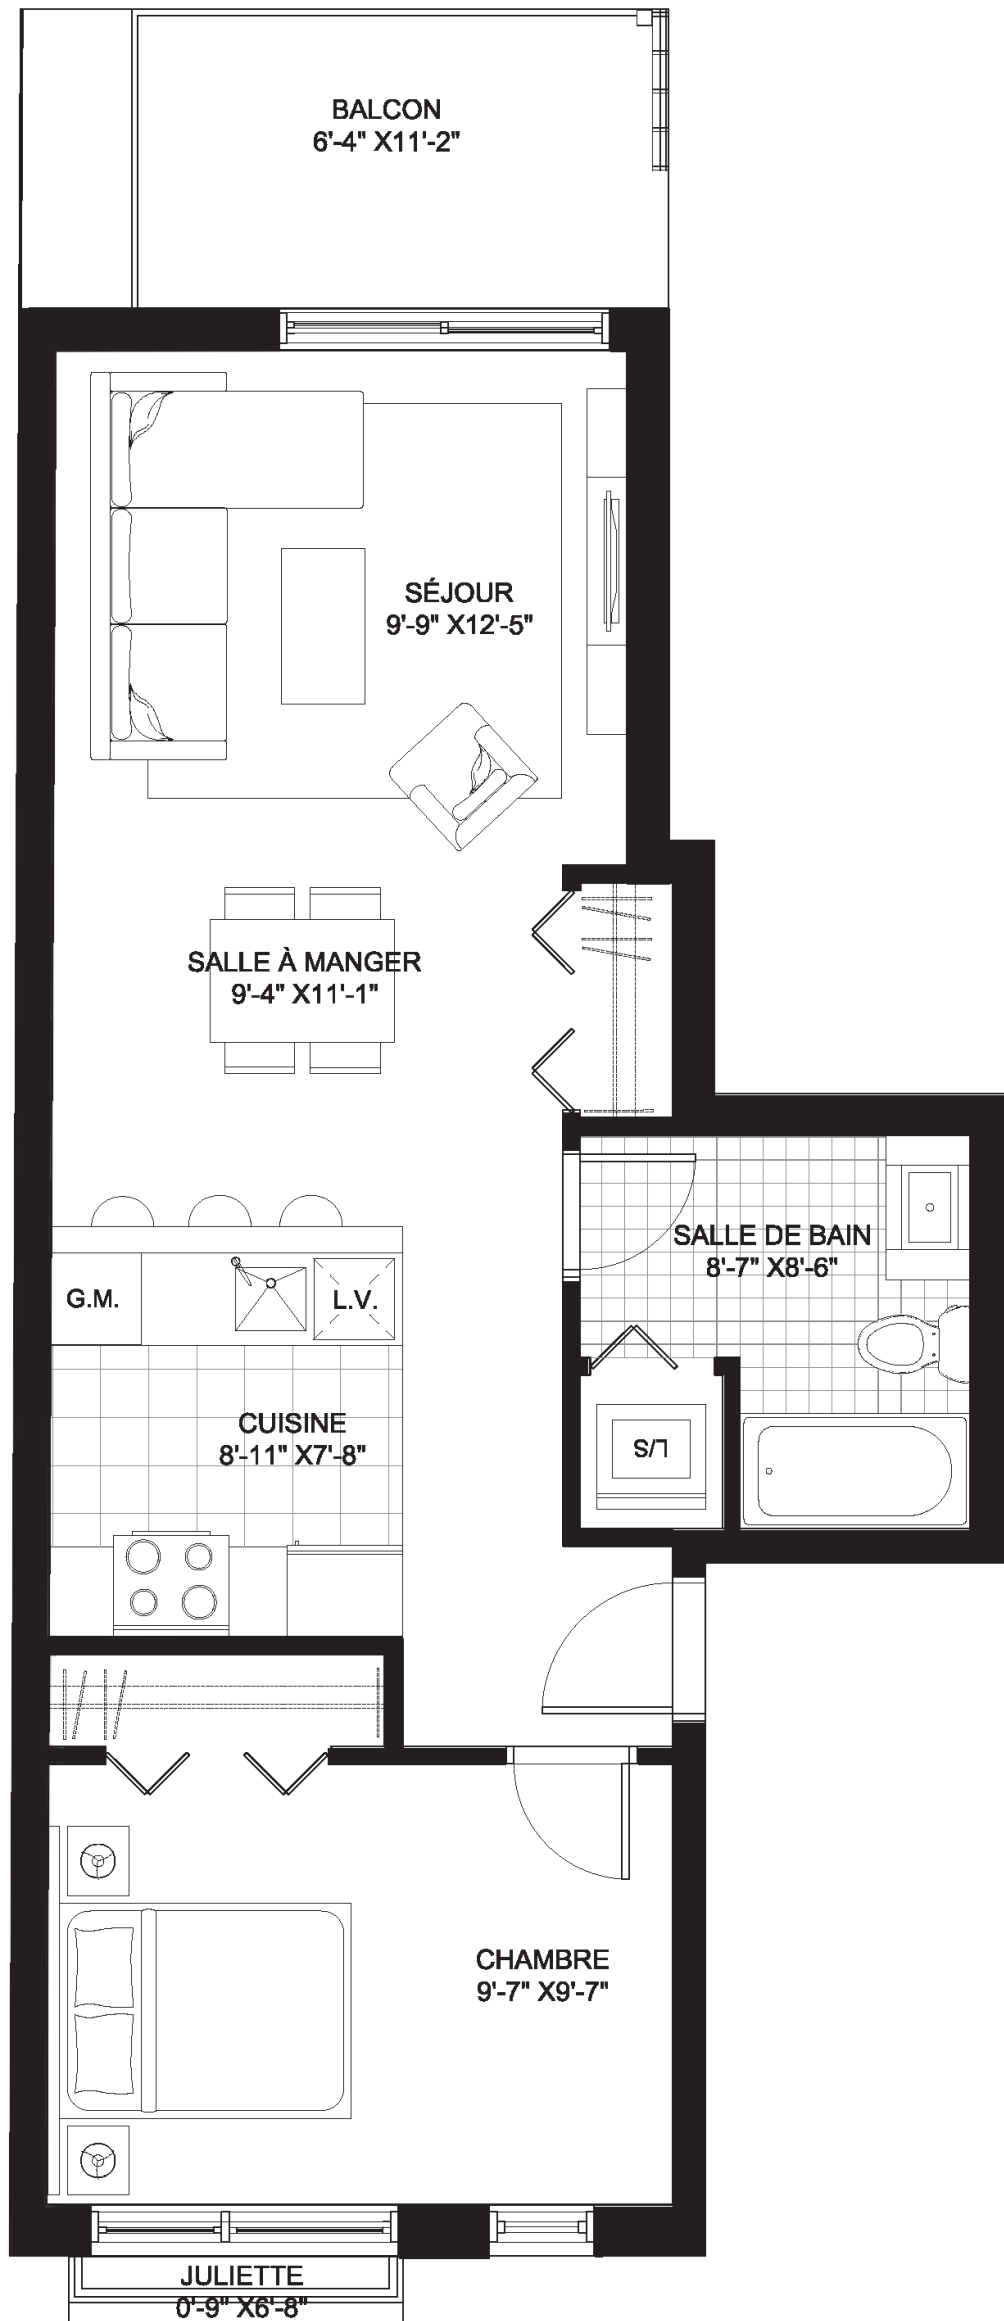 BALCON
6'-4" X11'-2"
SÉJOUR
9'-9" X12'-5"
SALLE À MANGER
9'-4" X11'-1"
SALLE DE BAIN
8'-7" X8'-6"
G.M.
L.V.
CUISINE
8'-11" X7'-8"
L/S
CHAMBRE
9'-7" X9'-7"
JULIETTE
0'-9" X6'-8"